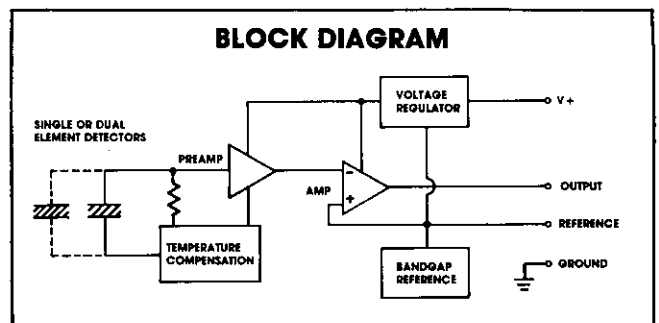 BLOCK DIAGRAM
VOLTAGE
REGULATOR
V+
SINGLE OR DUAL
ELEMENT DETECTORS
PREAMP
-
AMP
+
OUTPUT
REFERENCE
TEMPERATURE
COMPENSATION
BANDGAP
REFERENCE
GROUND